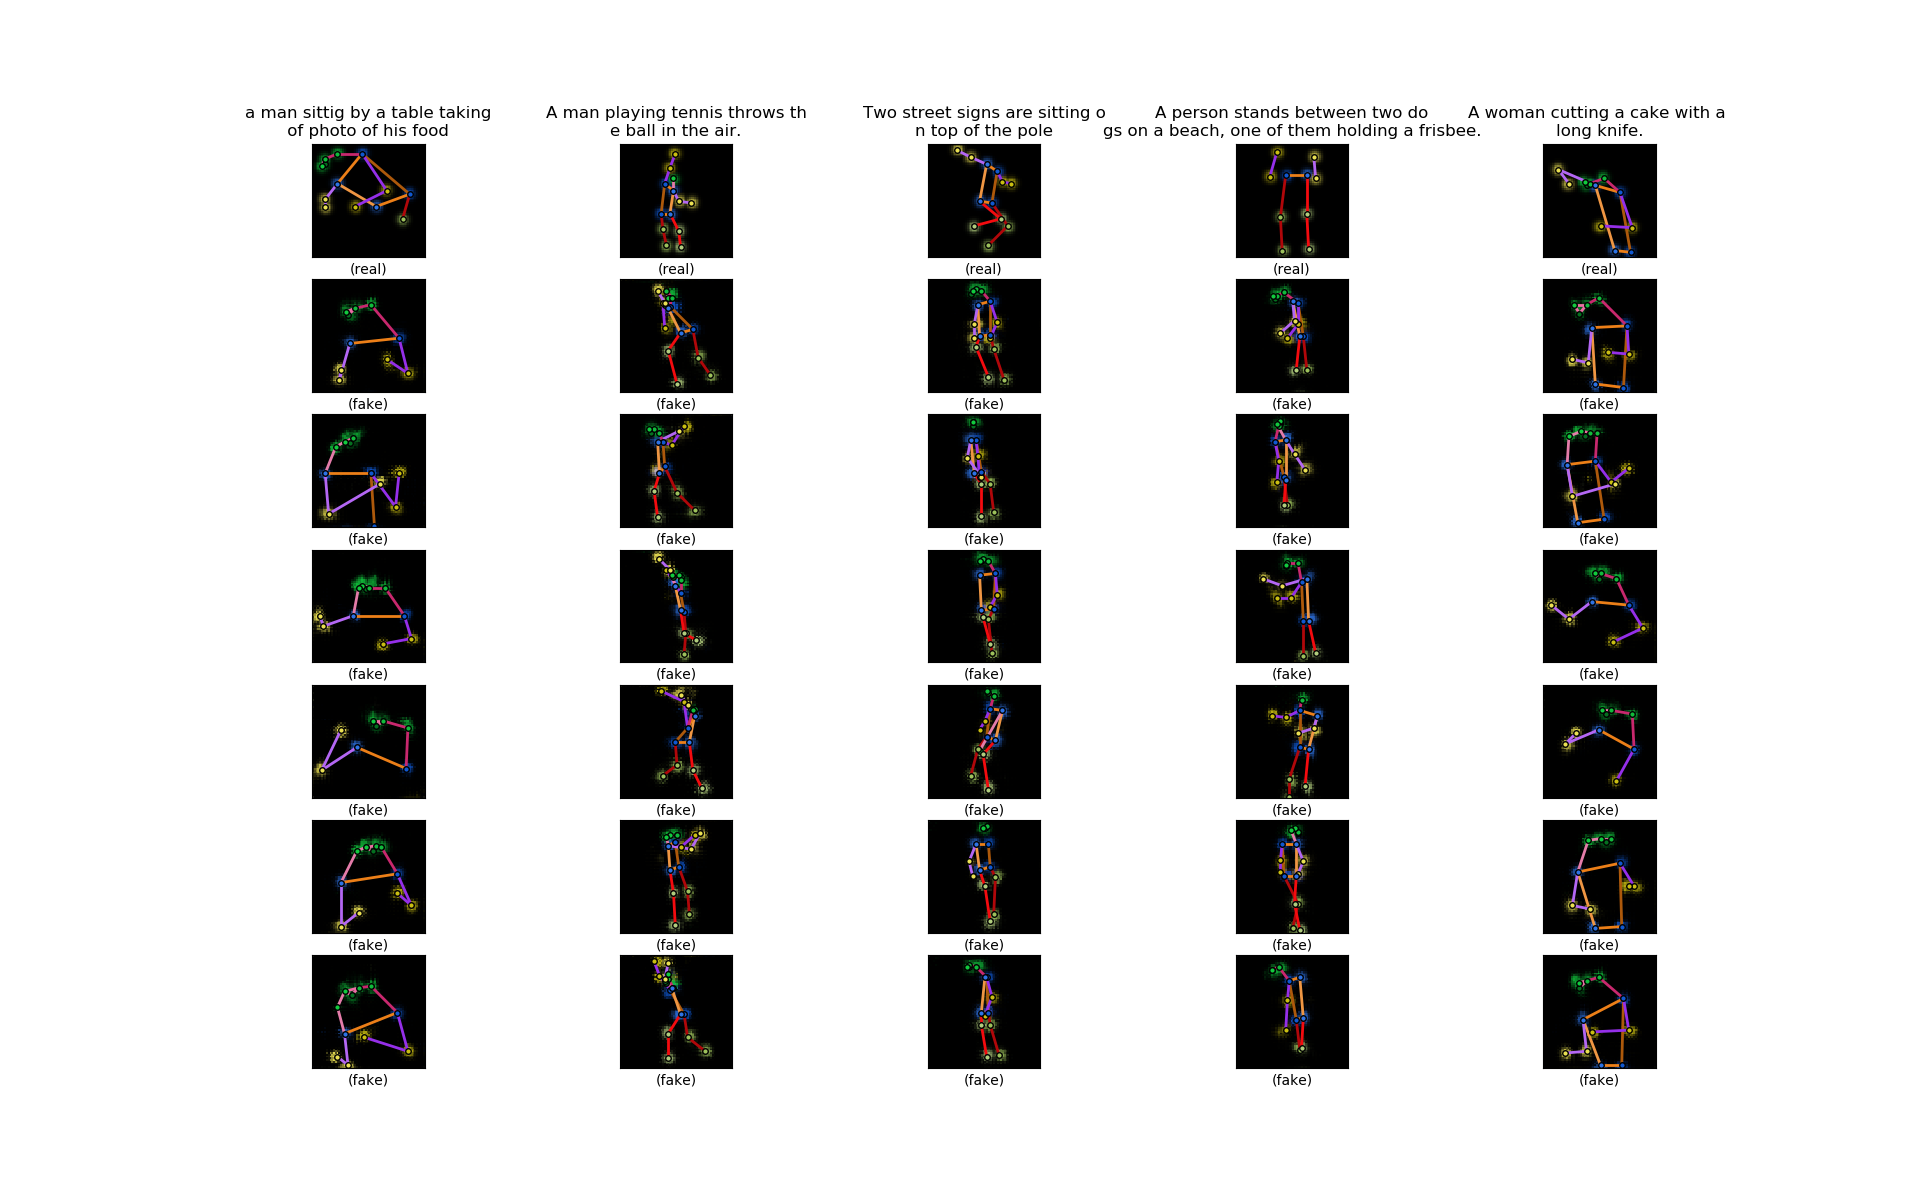 a man sittig by a table taking
of photo of his food
A man playing tennis throws th
e ball in the air.
Two street signs are sitting o
n top of the pole
A person stands between two do
gs on a beach, one of them holding a frisbee.
A woman cutting a cake with a
long knife.
(real) (real) (real) (real) (real)
(fake) (fake) (fake) (fake) (fake)
(fake) (fake) (fake) (fake) (fake)
(fake) (fake) (fake) (fake) (fake)
(fake) (fake) (fake) (fake) (fake)
(fake) (fake) (fake) (fake) (fake)
(fake) (fake) (fake) (fake) (fake)